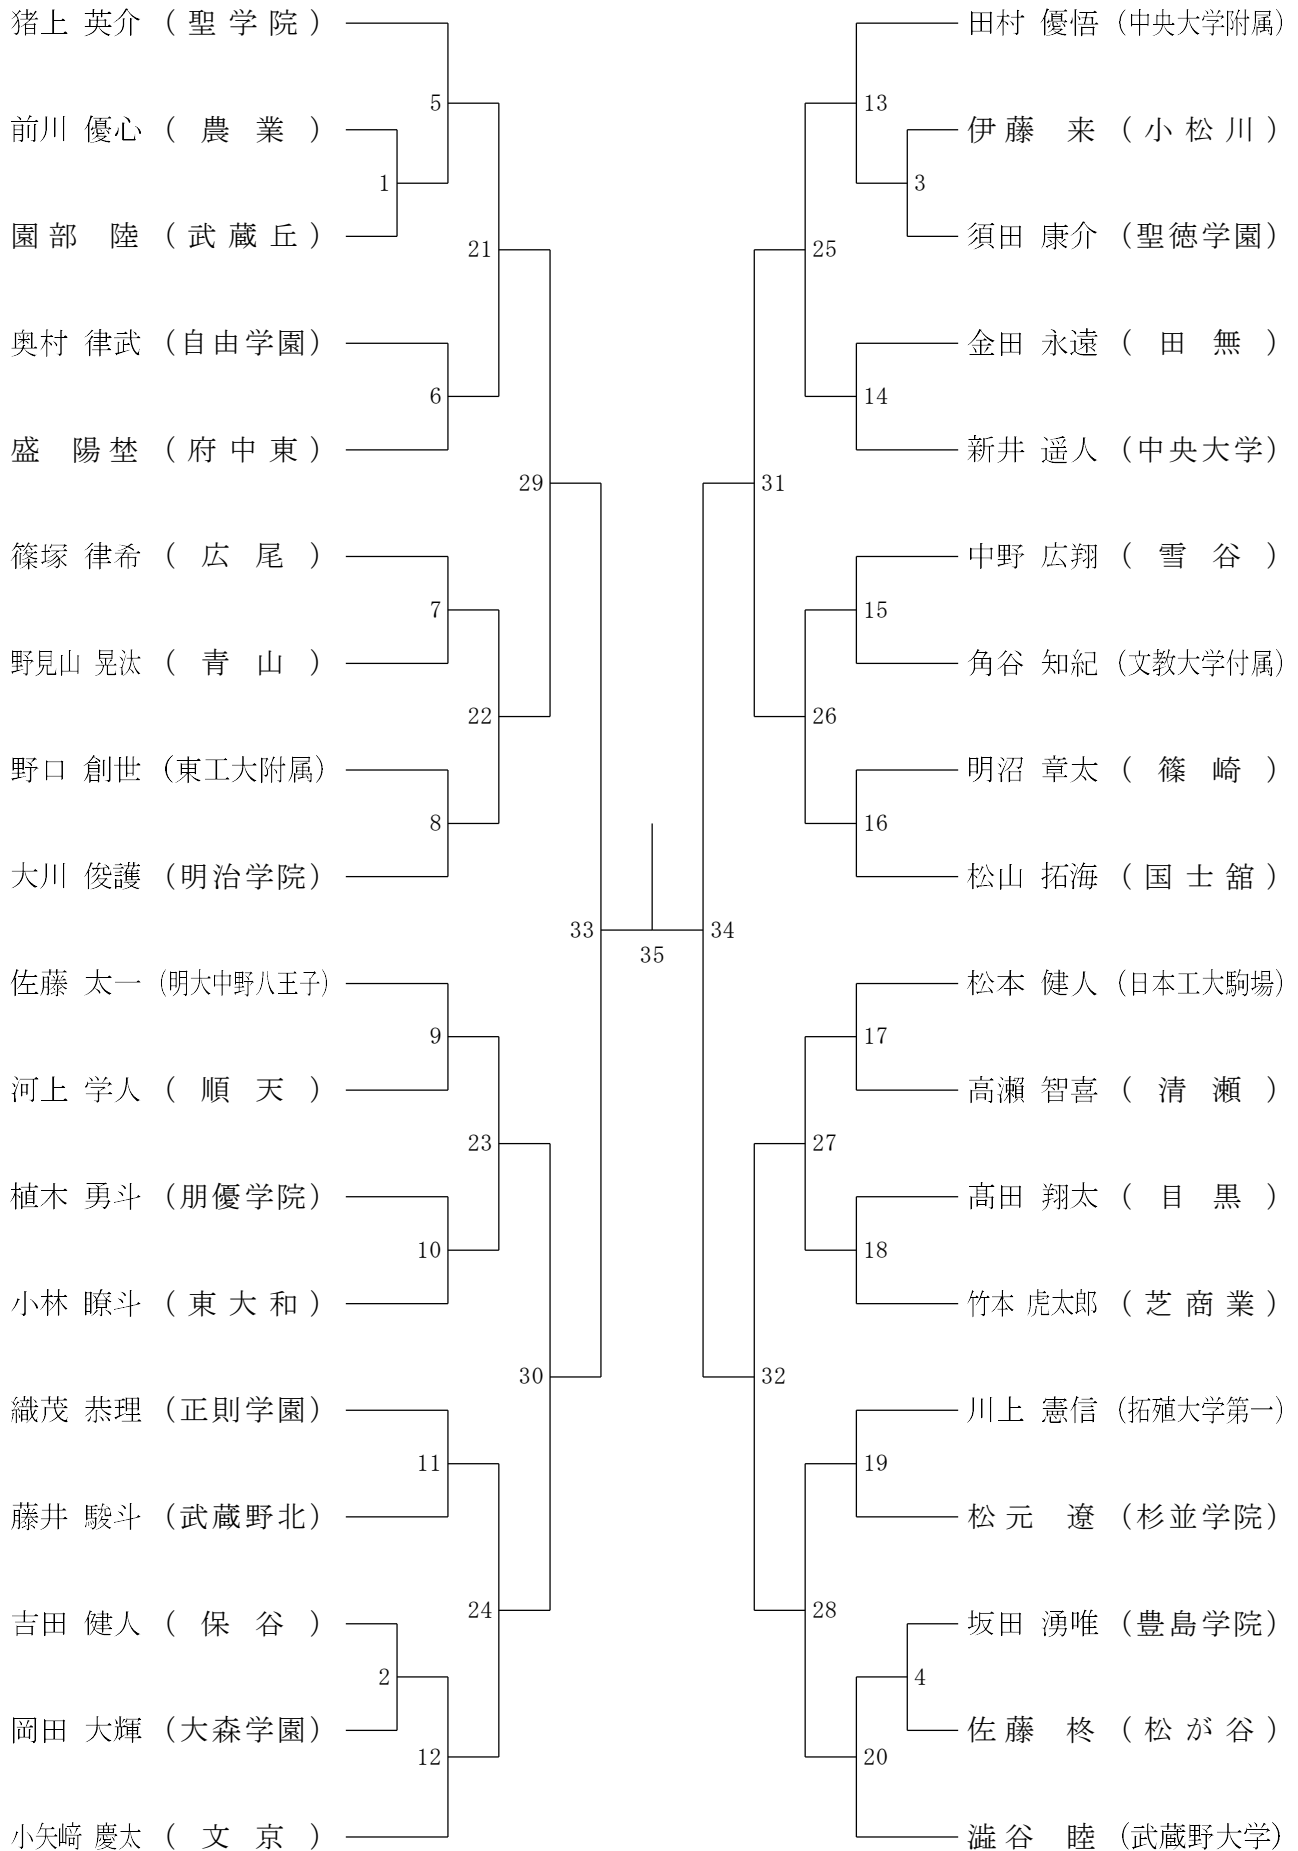 猪上 英介 (聖学院)
5
前川 優心 (農業)
1
園部 陸 (武蔵丘)
21
奥村 律武 (自由学園)
6
盛 陽埜 (府中東)
29
篠塚 律希 (広尾)
7
野見山 晃汰 (青山)
22
野口 創世 (東工大附属)
8
大川 俊護 (明治学院)
33
佐藤 太一 (明大中野八王子)
9
河上 学人 (順天)
23
植木 勇斗 (朋優学院)
10
小林 瞭斗 (東大和)
30
織茂 恭理 (正則学園)
11
藤井 駿斗 (武蔵野北)
24
吉田 健人 (保谷)
2
岡田 大輝 (大森学園)
12
小矢﨑 慶太 (文京)
35
田村 優悟 (中央大学附属)
13
伊藤 来 (小松川)
3
須田 康介 (聖徳学園)
25
金田 永遠 (田無)
14
新井 遥人 (中央大学)
31
中野 広翔 (雪谷)
15
角谷 知紀 (文教大学付属)
26
明沼 章太 (篠崎)
16
松山 拓海 (国士舘)
34
松本 健人 (日本工大駒場)
17
高瀨 智喜 (清瀬)
27
髙田 翔太 (目黒)
18
竹本 虎太郎 (芝商業)
32
川上 憲信 (拓殖大学第一)
19
松元 遼 (杉並学院)
28
坂田 湧唯 (豊島学院)
4
佐藤 柊 (松が谷)
20
澁谷 睦 (武蔵野大学)